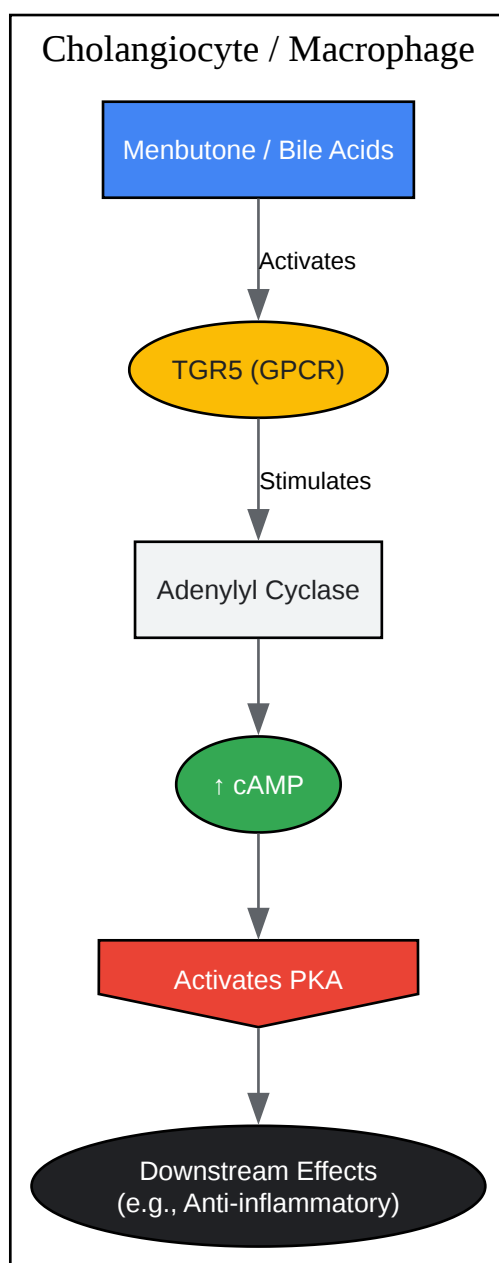 Cholangiocyte / Macrophage
Menbutone / Bile Acids
Activates
TGR5 (GPCR)
Stimulates
Adenylyl Cyclase
↑ cAMP
Activates PKA
Downstream Effects
(e.g., Anti-inflammatory)